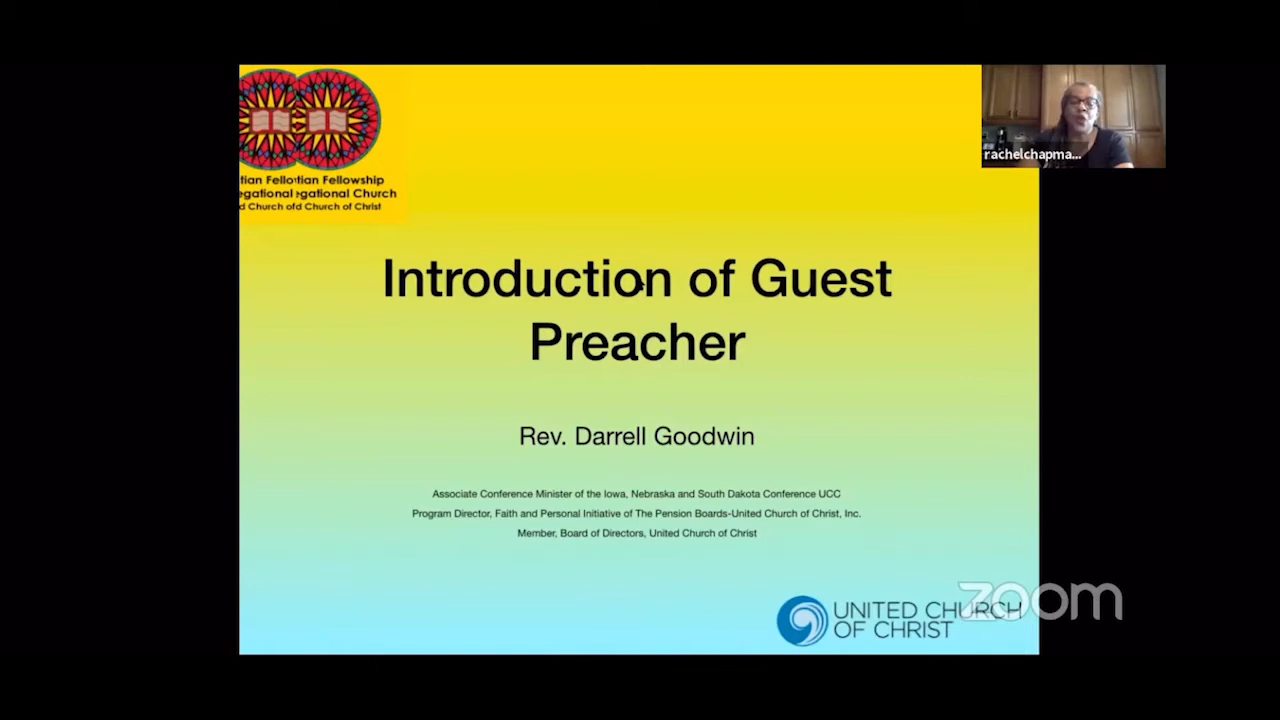 tian Fellotian Fellowship
egational egational Church
d Church ofd Church of Christ
rachelchapma...
Introduction of Guest
Preacher
Rev. Darrell Goodwin
Associate Conference Minister of the Iowa, Nebraska and South Dakota Conference UCC
Program Director, Faith and Personal Initiative of The Pension Boards-United Church of Christ, Inc.
Member, Board of Directors, United Church of Christ
UNITED CHURCH
OF CHRIST
zoom